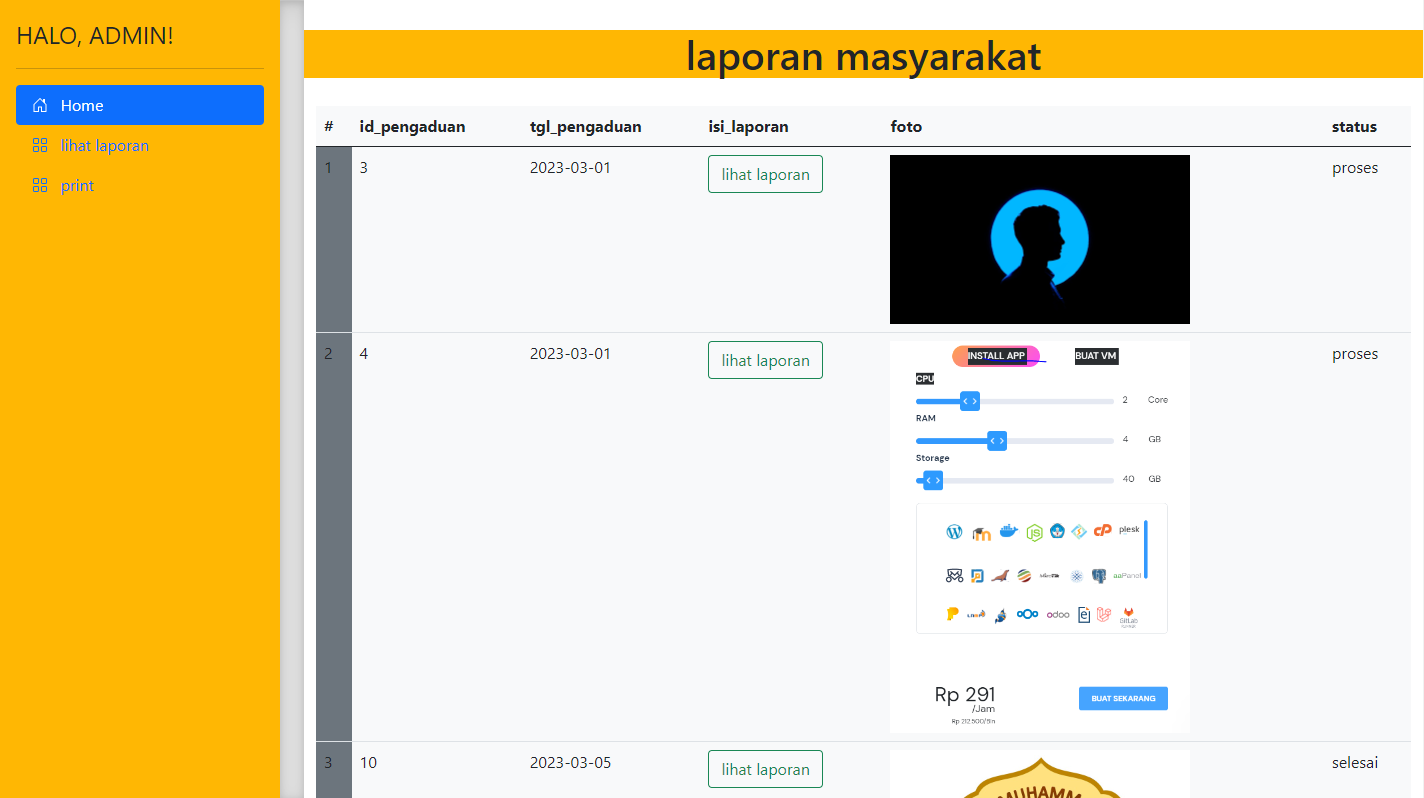 HALO, ADMIN!
Home
lihat laporan
print
laporan masyarakat
# id_pengaduan tgl_pengaduan isi_laporan foto status
1 3 2023-03-01 lihat laporan proses
2 4 2023-03-01 lihat laporan proses
INSTALL APP BUAT VM
CPU
2 Core
RAM
4 GB
Storage
40 GB
JS cP plesk
aaPanel
odoo e GitLab
Rp 291
/Jam
BUAT SEKARANG
Rp 212.500/Bln
3 10 2023-03-05 lihat laporan selesai